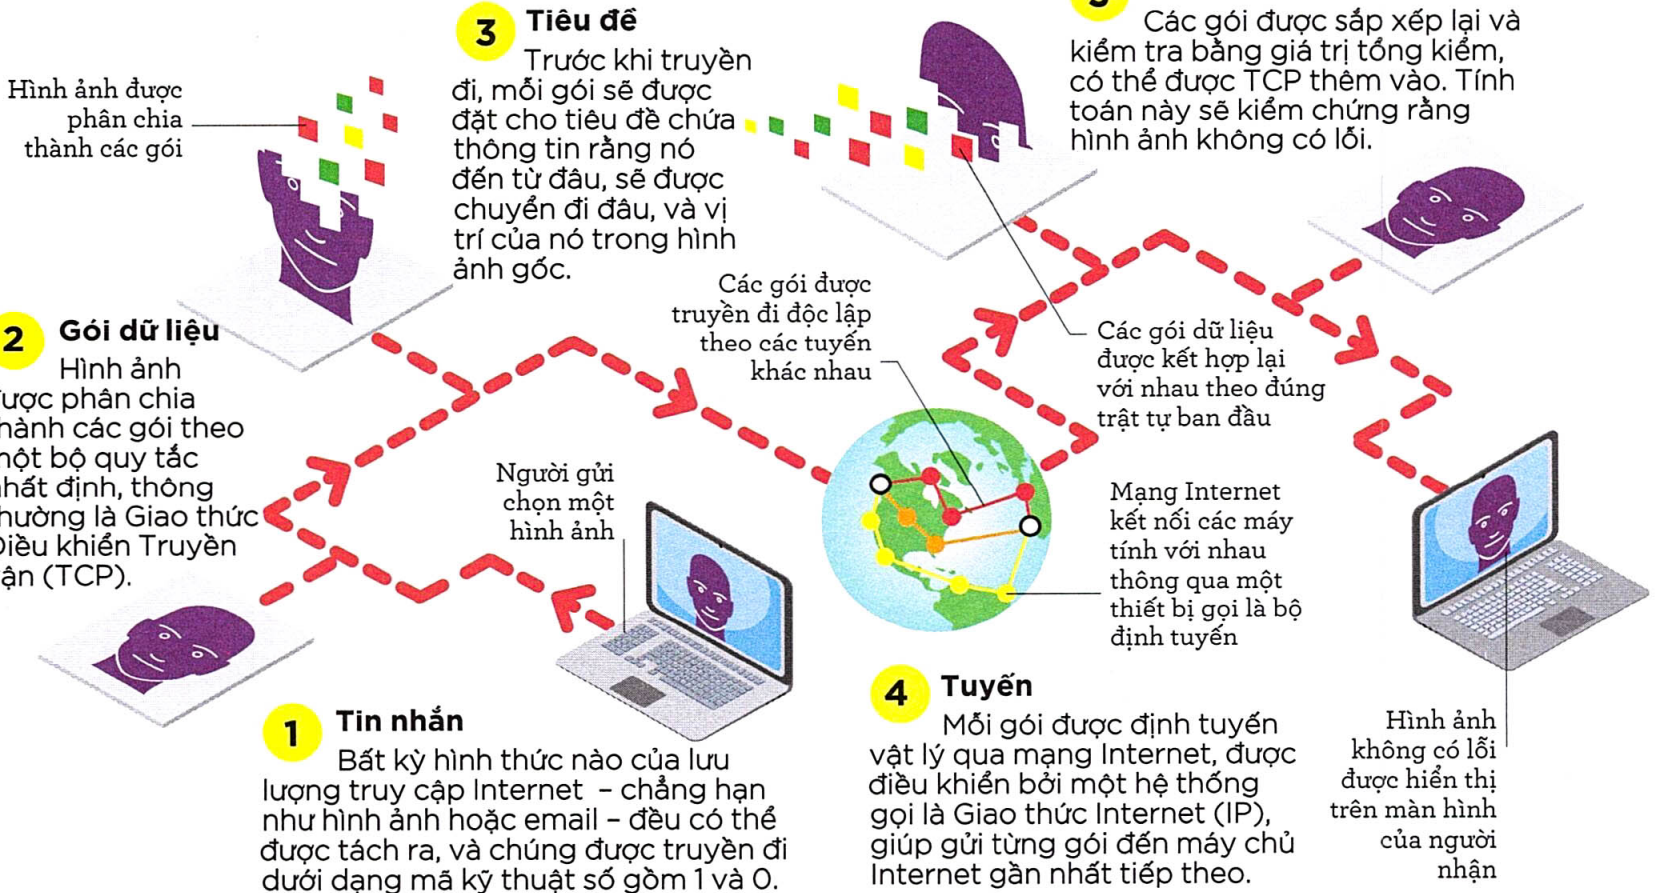 3 Tiêu đề
Trước khi truyền
đi, mỗi gói sẽ được
đặt cho tiêu đề chứa
thông tin rằng nó
đến từ đâu, sẽ được
chuyển đi đâu, và vị
trí của nó trong hình
ảnh gốc.
Các gói được sắp xếp lại và
kiểm tra bằng giá trị tổng kiểm,
có thể được TCP thêm vào. Tính
toán này sẽ kiểm chứng rằng
hình ảnh không có lỗi.
Hình ảnh được
phân chia
thành các gói
2 Gói dữ liệu
Hình ảnh
được phân chia
thành các gói theo
một bộ quy tắc
nhất định, thông
thường là Giao thức
Điều khiển Truyền
vận (TCP).
Các gói được
truyền đi độc lập
theo các tuyến
khác nhau
Các gói dữ liệu
được kết hợp lại
với nhau theo đúng
trật tự ban đầu
Người gửi
chọn một
hình ảnh
Mạng Internet
kết nối các máy
tính với nhau
thông qua một
thiết bị gọi là bộ
định tuyến
1 Tin nhắn
Bất kỳ hình thức nào của lưu
lượng truy cập Internet – chẳng hạn
như hình ảnh hoặc email – đều có thể
được tách ra, và chúng được truyền đi
dưới dạng mã kỹ thuật số gồm 1 và 0.
4 Tuyến
Mỗi gói được định tuyến
vật lý qua mạng Internet, được
điều khiển bởi một hệ thống
gọi là Giao thức Internet (IP),
giúp gửi từng gói đến máy chủ
Internet gần nhất tiếp theo.
Hình ảnh
không có lỗi
được hiển thị
trên màn hình
của người
nhận